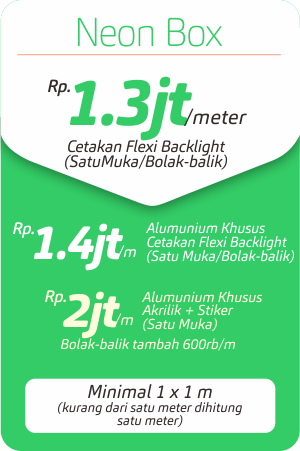 Neon Box
Rp. 1.3jt/meter
Cetakan Flexi Backlight
(SatuMuka/Bolak-balik)
Rp. 1.4jt/m
Alumunium Khusus
Cetakan Flexi Backlight
(Satu Muka/Bolak-balik)
Rp. 2jt/m
Alumunium Khusus
Akrilik + Stiker
(Satu Muka)
Bolak-balik tambah 600rb/m
Minimal 1 x 1 m
(kurang dari satu meter dihitung
satu meter)